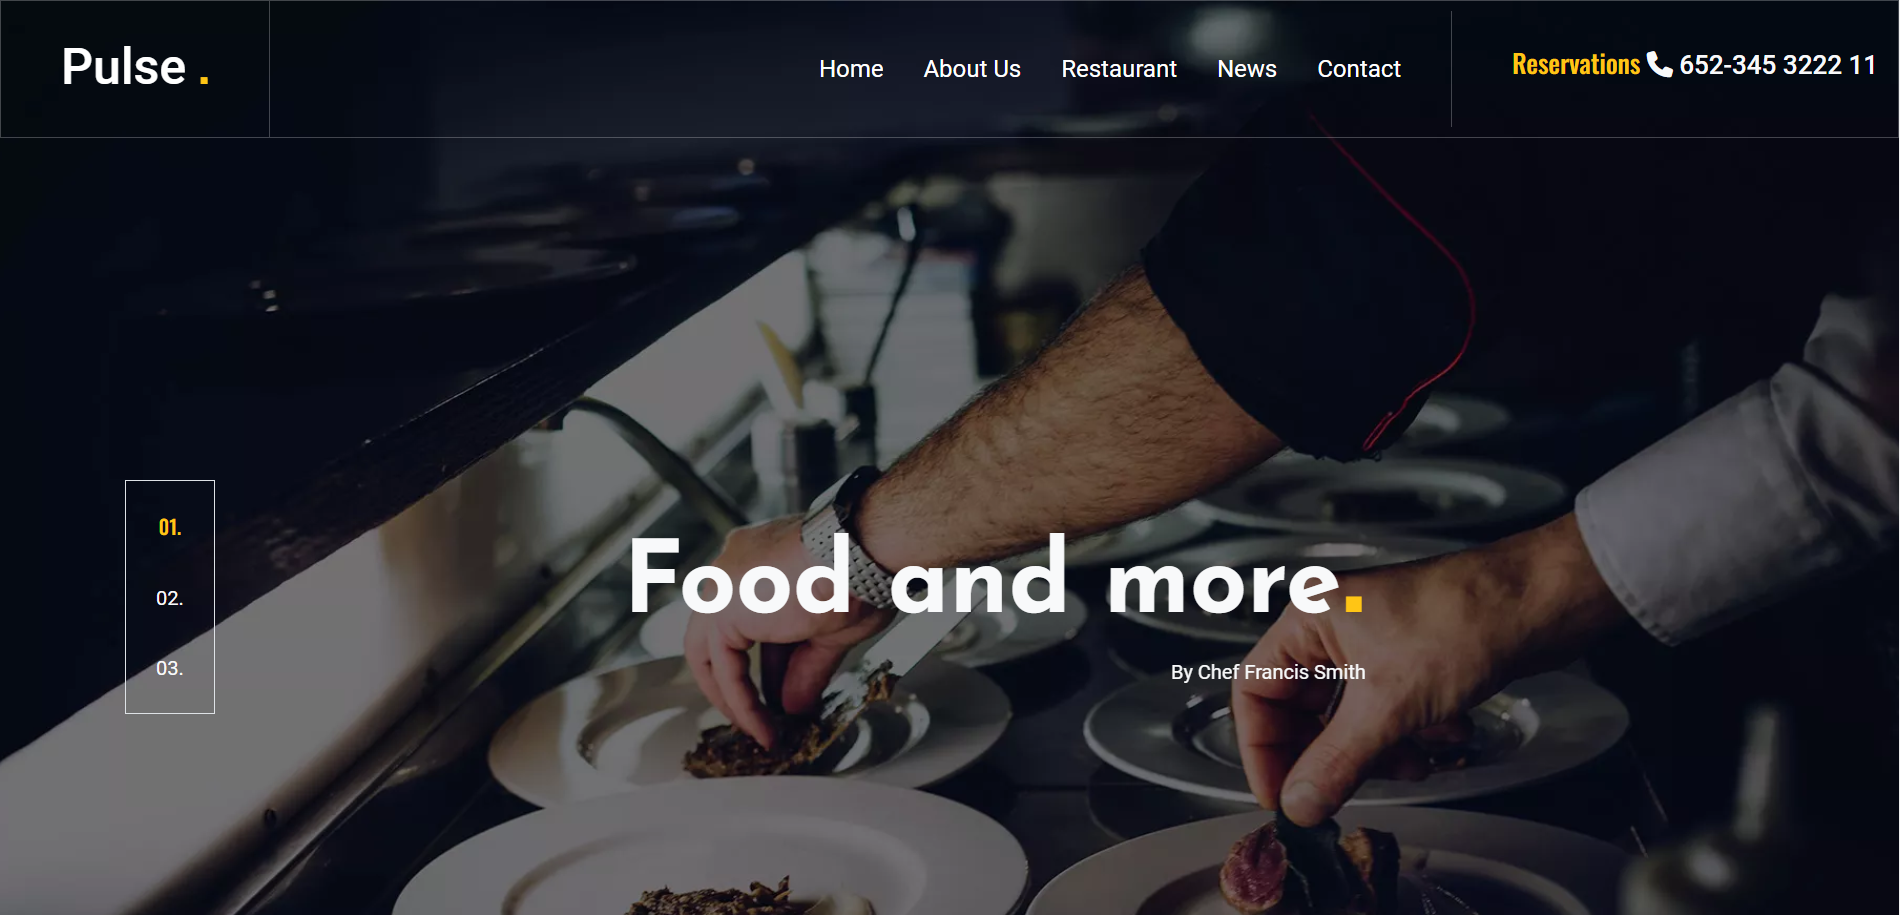 Pulse .
Home About Us Restaurant News Contact
Reservations 652-345 3222 11
01.
02.
03.
Food and more.
By Chef Francis Smith